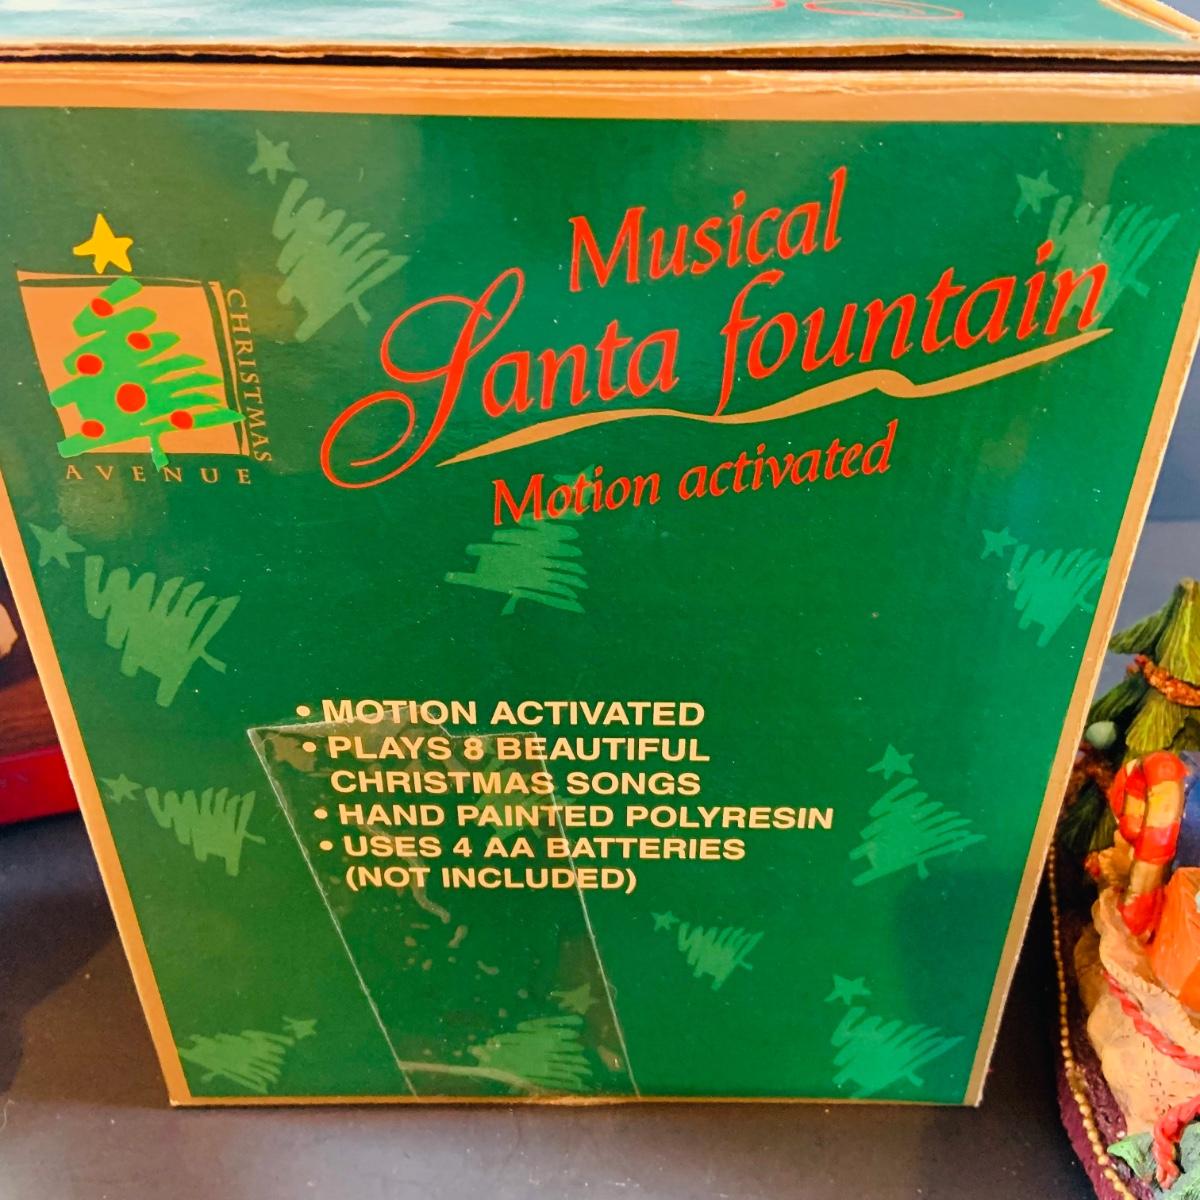 CHRISTMAS
AVENUE
Musical
Santa fountain
Motion activated
• MOTION ACTIVATED
• PLAYS 8 BEAUTIFUL
CHRISTMAS SONGS
• HAND PAINTED POLYRESIN
• USES 4 AA BATTERIES
(NOT INCLUDED)